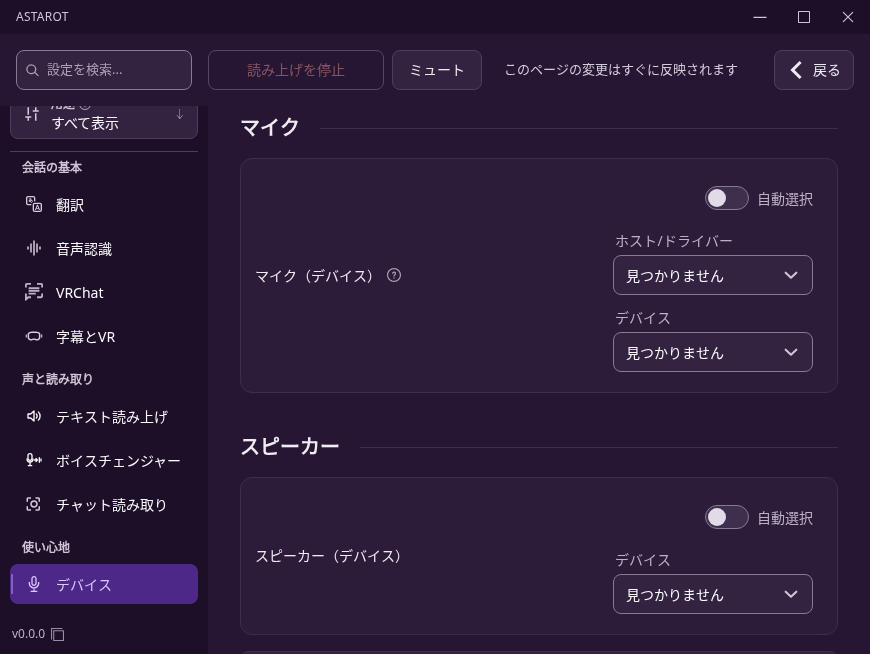 ASTAROT
設定を検索...
読み上げを停止
ミュート
このページの変更はすぐに反映されます
戻る
すべて表示
会話の基本
翻訳
音声認識
VRChat
字幕とVR
声と読み取り
テキスト読み上げ
ボイスチェンジャー
チャット読み取り
使い心地
デバイス
v0.0.0
マイク
自動選択
マイク（デバイス）
ホスト/ドライバー
見つかりません
デバイス
見つかりません
スピーカー
自動選択
スピーカー（デバイス）
デバイス
見つかりません